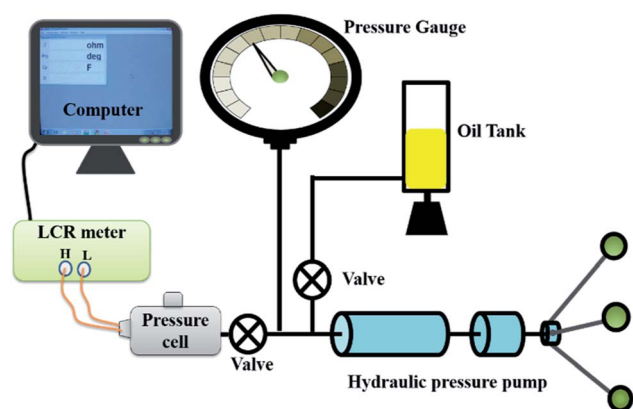 Pressure Gauge
ohm
deg
F
Computer
Oil Tank
LCR meter
H L
Valve
Pressure
cell
Valve
Hydraulic pressure pump